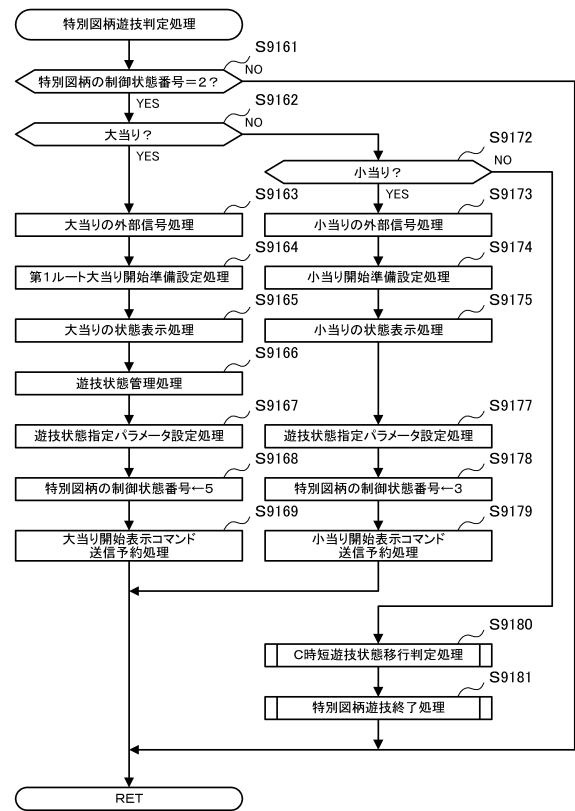 特別図柄遊技判定処理
S9161
特別図柄の制御状態番号＝2？
NO
YES
S9162
大当り？
NO
YES
S9172
小当り？
NO
YES
S9163
大当りの外部信号処理
S9173
小当りの外部信号処理
S9164
第1ルート大当り開始準備設定処理
S9174
小当り開始準備設定処理
S9165
大当りの状態表示処理
S9175
小当りの状態表示処理
S9166
遊技状態管理処理
S9167
遊技状態指定パラメータ設定処理
S9177
遊技状態指定パラメータ設定処理
S9168
特別図柄の制御状態番号←5
S9178
特別図柄の制御状態番号←3
S9169
大当り開始表示コマンド
送信予約処理
S9179
小当り開始表示コマンド
送信予約処理
S9180
C時短遊技状態移行判定処理
S9181
特別図柄遊技終了処理
RET